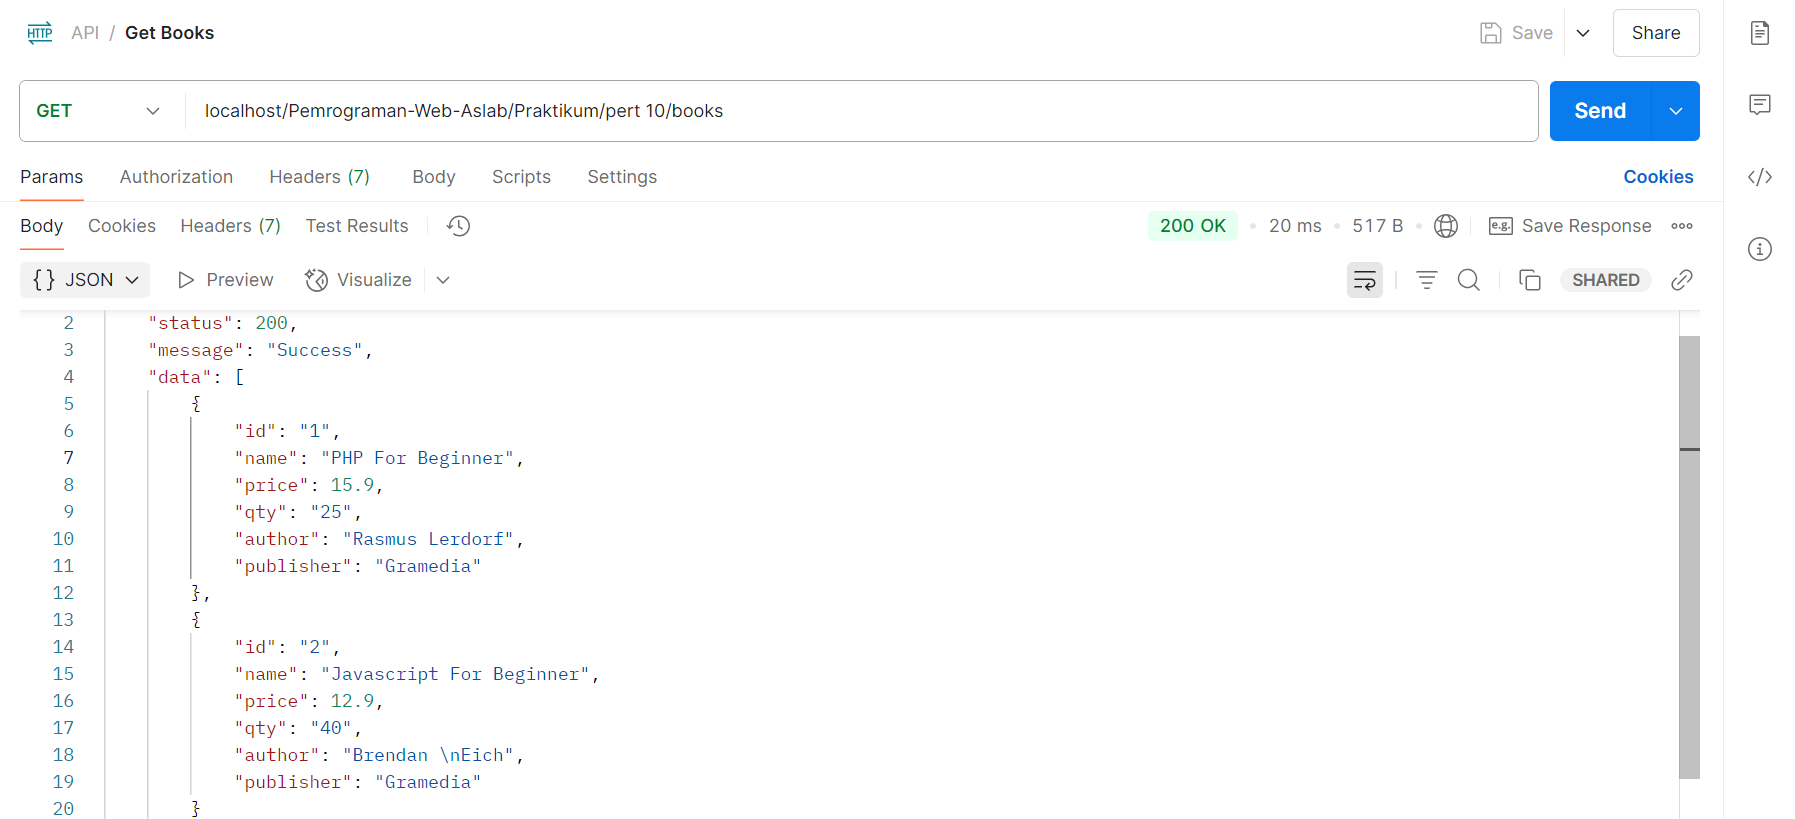 HTTP API / Get Books Save Share
GET localhost/Pemrograman-Web-Aslab/Praktikum/pert 10/books Send
Params Authorization Headers (7) Body Scripts Settings Cookies
Body Cookies Headers (7) Test Results 200 OK • 20 ms • 517 B • e.g. Save Response
{} JSON Preview Visualize SHARED
2 "status": 200,
3 "message": "Success",
4 "data": [
5 {
6 "id": "1",
7 "name": "PHP For Beginner",
8 "price": 15.9,
9 "qty": "25",
10 "author": "Rasmus Lerdorf",
11 "publisher": "Gramedia"
12 },
13 {
14 "id": "2",
15 "name": "Javascript For Beginner",
16 "price": 12.9,
17 "qty": "40",
18 "author": "Brendan \nEich",
19 "publisher": "Gramedia"
20 }